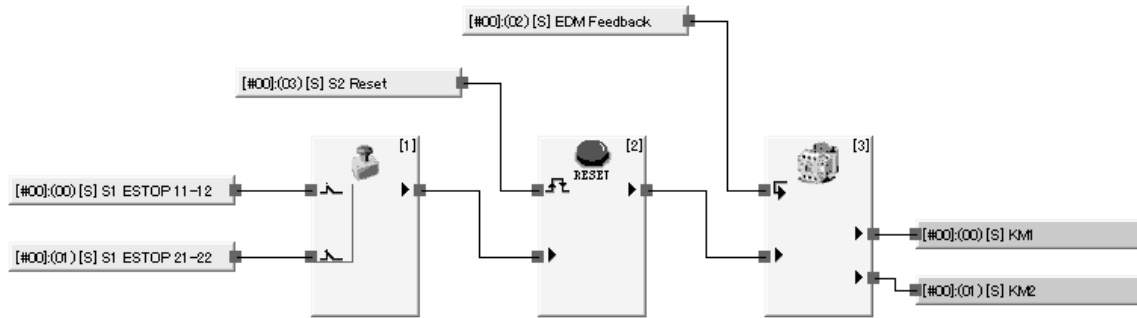 [#00]:(02) [S] EDM Feedback
[#00]:(03) [S] S2 Reset
[1]
[2]
[3]
RESET
[#00]:(00) [S] S1 ESTOP 11-12
[#00]:(00) [S] KM1
[#00]:(01) [S] S1 ESTOP 21-22
[#00]:(01) [S] KM2